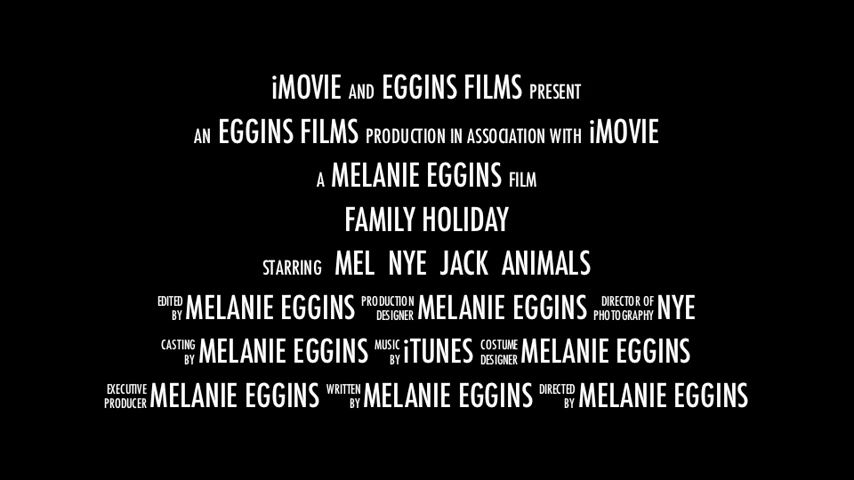 iMOVIE AND EGGINS FILMS PRESENT
AN EGGINS FILMS PRODUCTION IN ASSOCIATION WITH iMOVIE
A MELANIE EGGINS FILM
FAMILY HOLIDAY
STARRING MEL NYE JACK ANIMALS
EDITED BY MELANIE EGGINS PRODUCTION DESIGNER MELANIE EGGINS DIRECTOR OF PHOTOGRAPHY NYE
CASTING BY MELANIE EGGINS MUSIC BY iTUNES COSTUME DESIGNER MELANIE EGGINS
EXECUTIVE PRODUCER MELANIE EGGINS WRITTEN BY MELANIE EGGINS DIRECTED BY MELANIE EGGINS